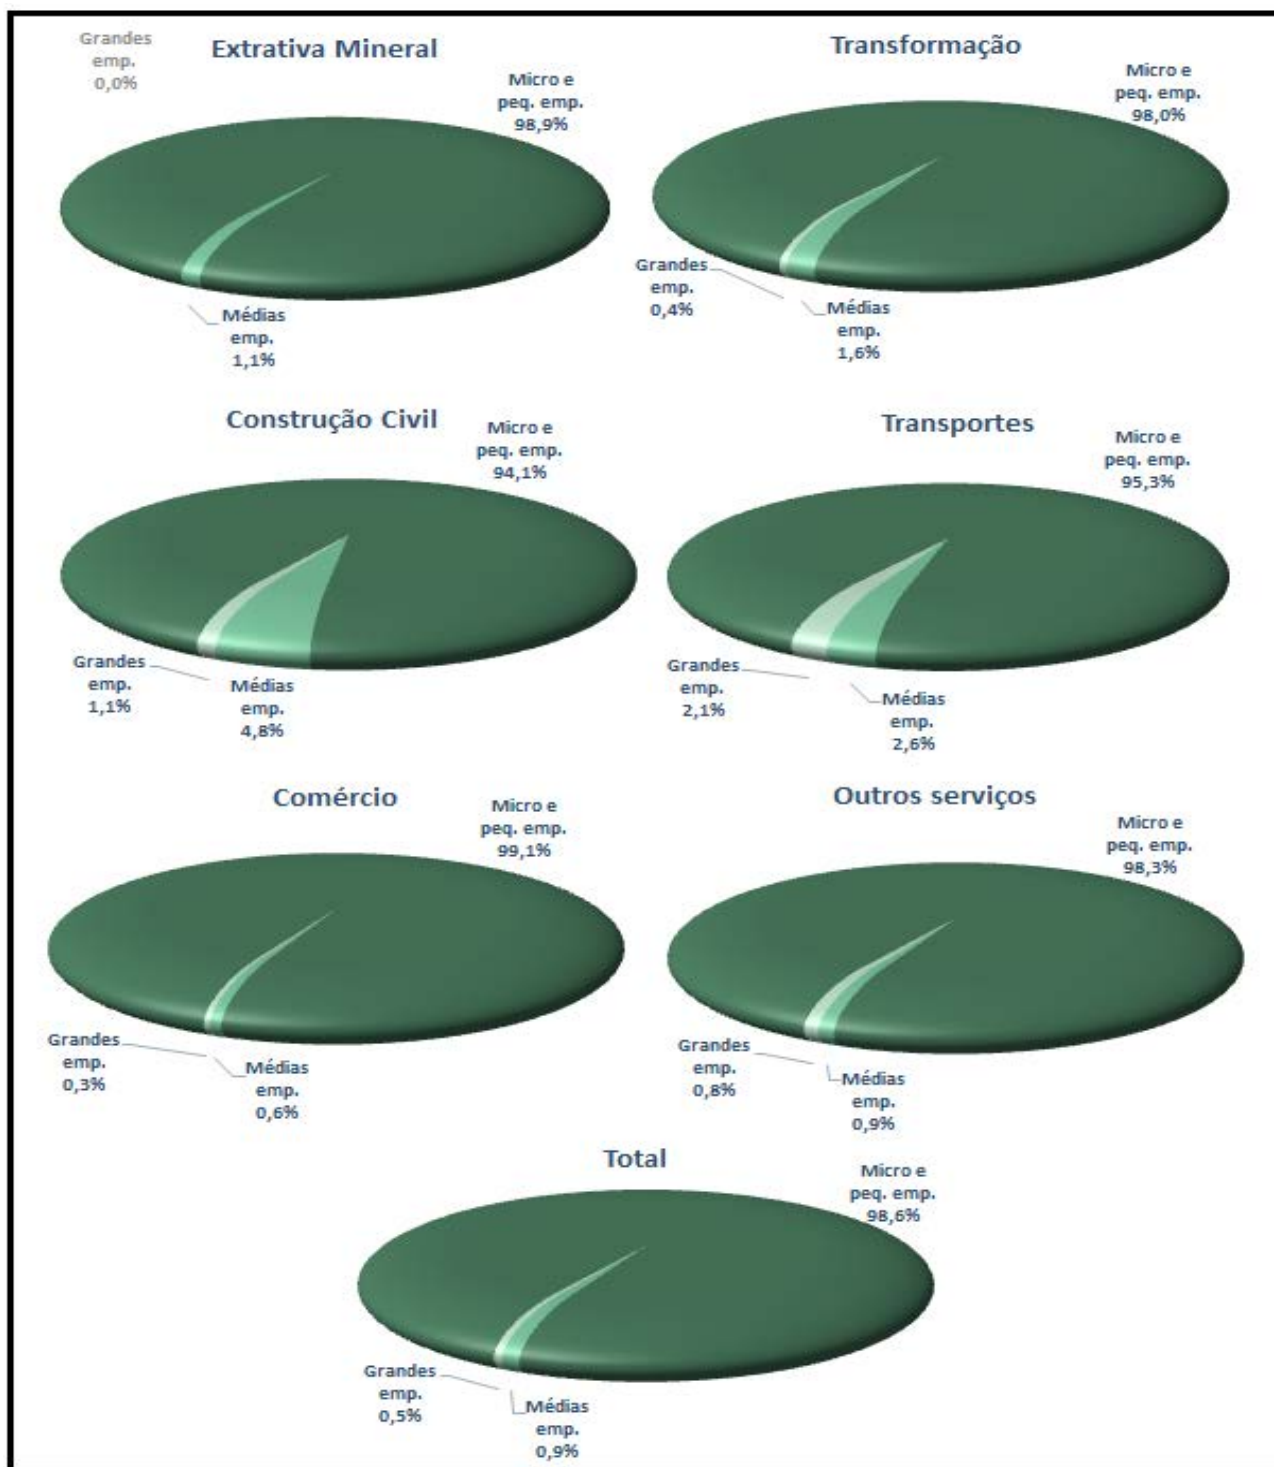 Extrativa Mineral
Grandes
emp.
0,0%
Micro e
peq. emp.
98,9%
Médias
emp.
1,1%
Transformação
Micro e
peq. emp.
98,0%
Grandes
emp.
0,4%
Médias
emp.
1,6%
Construção Civil
Micro e
peq. emp.
94,1%
Grandes
emp.
1,1%
Médias
emp.
4,8%
Transportes
Micro e
peq. emp.
95,3%
Grandes
emp.
2,1%
Médias
emp.
2,6%
Comércio
Micro e
peq. emp.
99,1%
Grandes
emp.
0,3%
Médias
emp.
0,6%
Outros serviços
Micro e
peq. emp.
98,3%
Grandes
emp.
0,8%
Médias
emp.
0,9%
Total
Micro e
peq. emp.
98,6%
Grandes
emp.
0,5%
Médias
emp.
0,9%